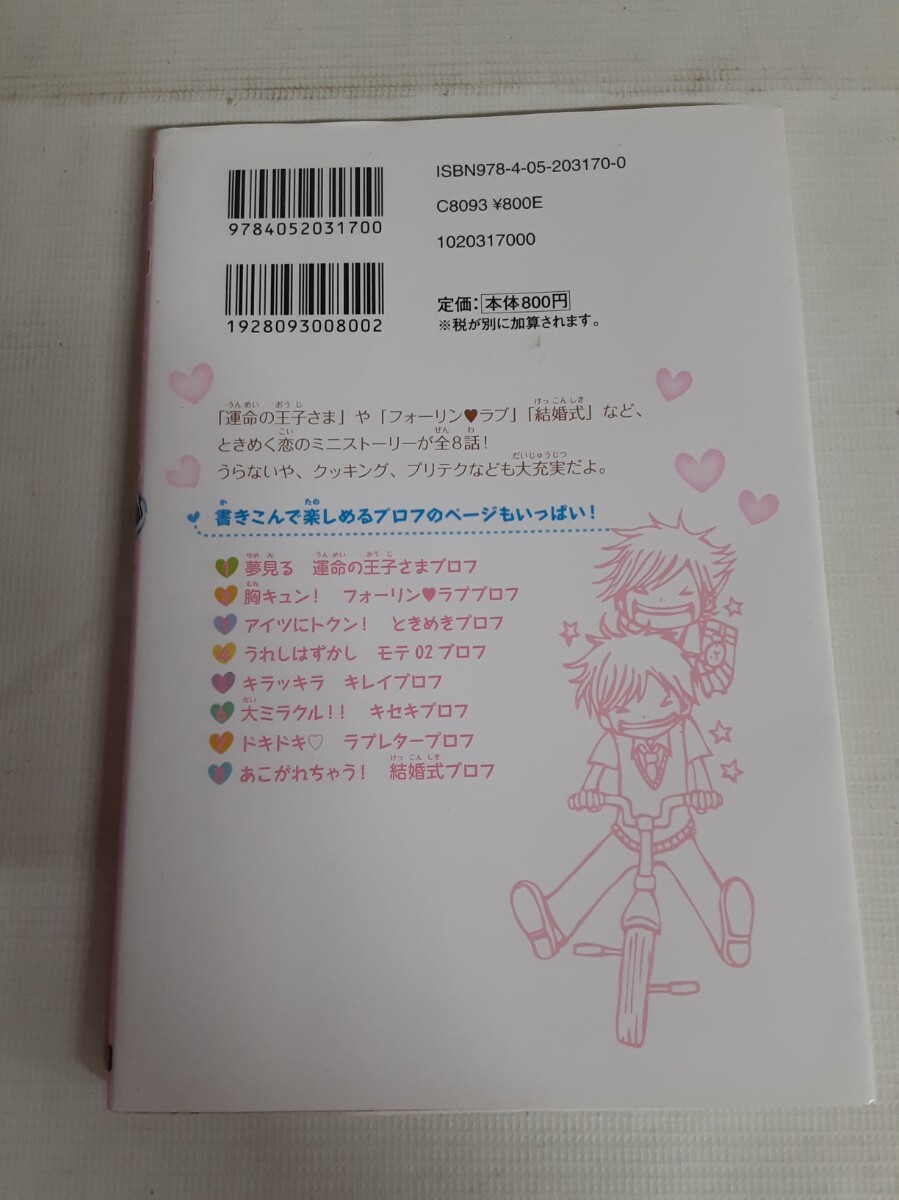 ISBN978-4-05-203170-0
9784052031700
C8093 ¥800E
1020317000
1928093008002
定価：本体800円
※税が別に加算されます。
「運命の王子さま」や「フォーリン♥ラブ」「結婚式」など、
ときめく恋のミニストーリーが全8話！
うらないや、クッキング、プリテクなども大充実だよ。
書きこんで楽しめるプロフのページもいっぱい！
1 夢見る　運命の王子さまプロフ
2 胸キュン！　フォーリン♥ラブプロフ
3 アイツにトクン！　ときめきプロフ
4 うれしはずかし　モテ02プロフ
5 キラッキラ　キレイプロフ
6 大ミラクル！！　キセキプロフ
7 ドキドキ♡　ラブレタープロフ
8 あこがれちゃう！　結婚式プロフ